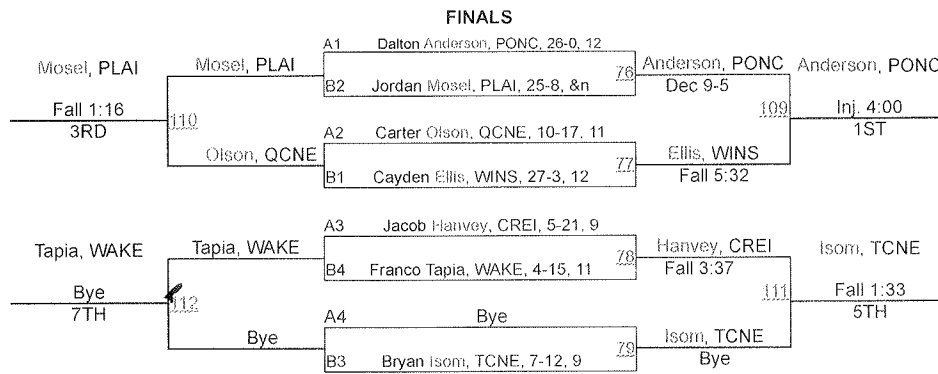 FINALS
A1 Dalton Anderson, PONC, 26-0, 12
Mosel, PLAI Mosel, PLAI 76 Anderson, PONC Anderson, PONC
B2 Jordan Mosel, PLAI, 25-8, &n Dec 9-5
Fall 1:16 110 109 Inj. 4:00
3RD A2 Carter Olson, QCNE, 10-17, 11 1ST
Olson, QCNE 77 Ellis, WINS
B1 Cayden Ellis, WINS, 27-3, 12 Fall 5:32
A3 Jacob Hanvey, CREI, 5-21, 9
Tapia, WAKE Tapia, WAKE 78 Hanvey, CREI Isom, TCNE
B4 Franco Tapia, WAKE, 4-15, 11 Fall 3:37
Bye 112 111 Fall 1:33
7TH A4 Bye 5TH
Bye 79 Isom, TCNE
B3 Bryan Isom, TCNE, 7-12, 9 Bye